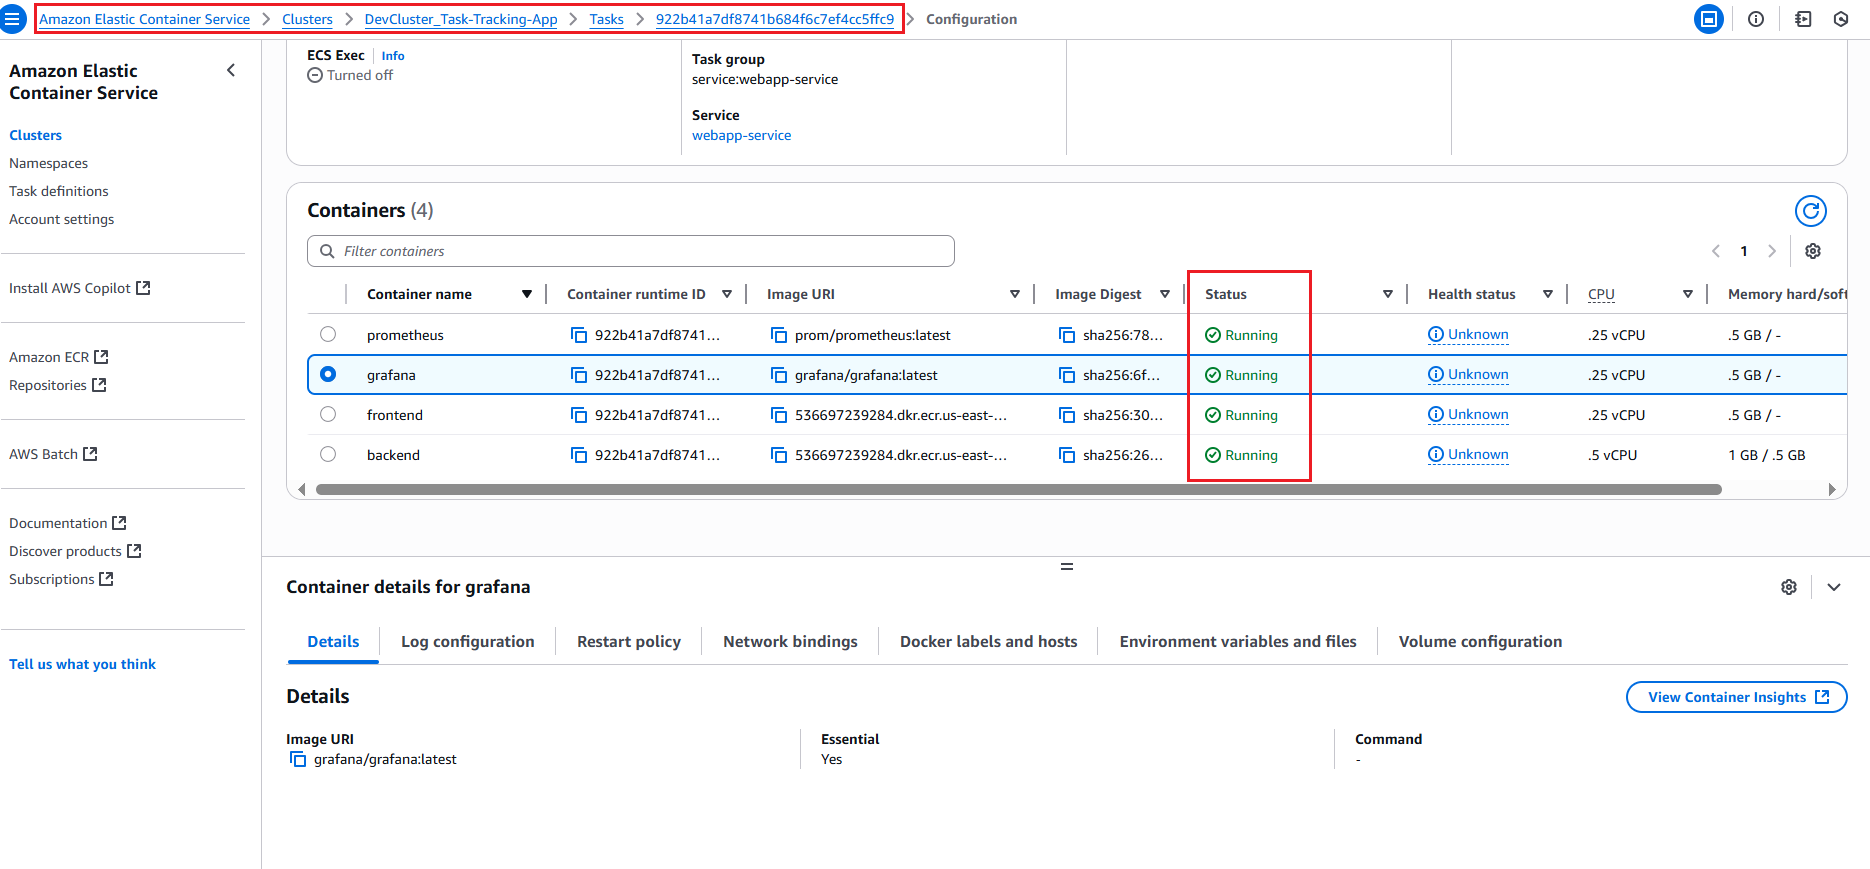 Amazon Elastic Container Service > Clusters > DevCluster_Task-Tracking-App > Tasks > 922b41a7df8741b684f6c7ef4cc5ffc9 > Configuration
Amazon Elastic
Container Service
Clusters
Namespaces
Task definitions
Account settings
Install AWS Copilot
Amazon ECR
Repositories
AWS Batch
Documentation
Discover products
Subscriptions
Tell us what you think
ECS Exec Info
Turned off
Task group
service:webapp-service
Service
webapp-service
Containers (4)
Filter containers
1
Container name Container runtime ID Image URI Image Digest Status Health status CPU Memory hard/soft
prometheus 922b41a7df8741... prom/prometheus:latest sha256:78... Running Unknown .25 vCPU .5 GB / -
grafana 922b41a7df8741... grafana/grafana:latest sha256:6f... Running Unknown .25 vCPU .5 GB / -
frontend 922b41a7df8741... 536697239284.dkr.ecr.us-east-... sha256:30... Running Unknown .25 vCPU .5 GB / -
backend 922b41a7df8741... 536697239284.dkr.ecr.us-east-... sha256:26... Running Unknown .5 vCPU 1 GB / .5 GB
Container details for grafana
Details Log configuration Restart policy Network bindings Docker labels and hosts Environment variables and files Volume configuration
Details
View Container Insights
Image URI
grafana/grafana:latest
Essential
Yes
Command
-